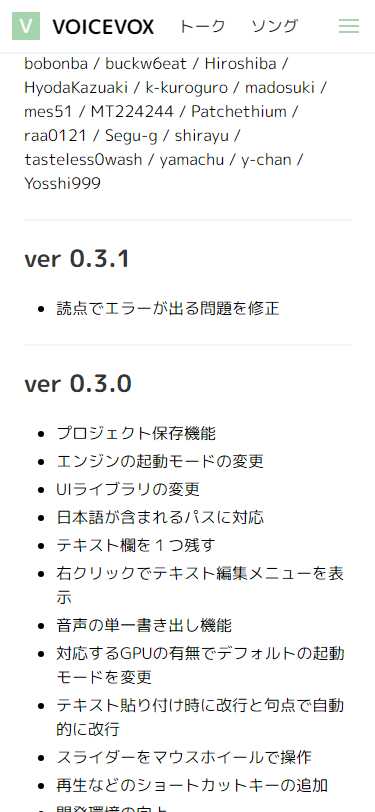 V VOICEVOX トーク ソング
bobonba / buckw6eat / Hiroshiba /
HyodaKazuaki / k-kuroguro / madosuki /
mes51 / MT224244 / Patchethium /
raa0121 / Segu-g / shirayu /
tasteless0wash / yamachu / y-chan /
Yosshi999
ver 0.3.1
読点でエラーが出る問題を修正
ver 0.3.0
プロジェクト保存機能
エンジンの起動モードの変更
UIライブラリの変更
日本語が含まれるパスに対応
テキスト欄を１つ残す
右クリックでテキスト編集メニューを表
示
音声の単一書き出し機能
対応するGPUの有無でデフォルトの起動
モードを変更
テキスト貼り付け時に改行と句点で自動
的に改行
スライダーをマウスホイールで操作
再生などのショートカットキーの追加
開発環境の向上